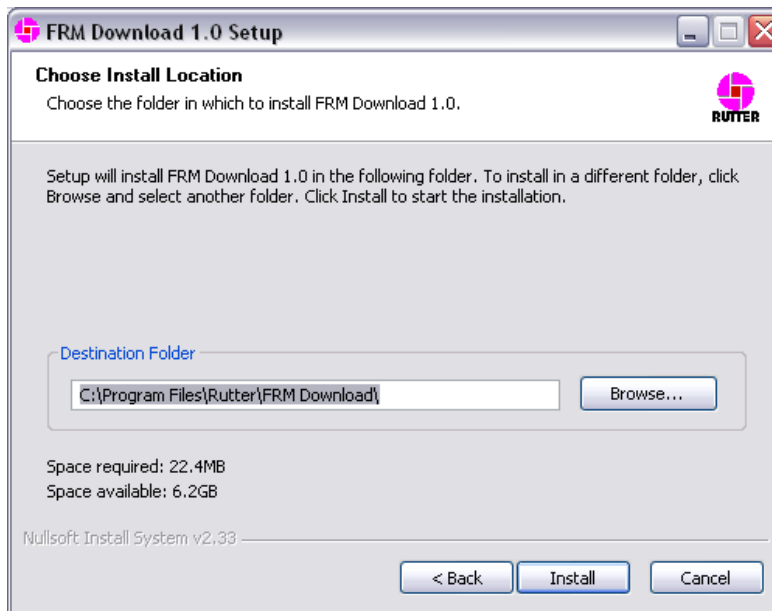 FRM Download 1.0 Setup
Choose Install Location
Choose the folder in which to install FRM Download 1.0.
RUTTER
Setup will install FRM Download 1.0 in the following folder. To install in a different folder, click
Browse and select another folder. Click Install to start the installation.
Destination Folder
C:\Program Files\Rutter\FRM Download\
Browse...
Space required: 22.4MB
Space available: 6.2GB
Nullsoft Install System v2.33
< Back
Install
Cancel